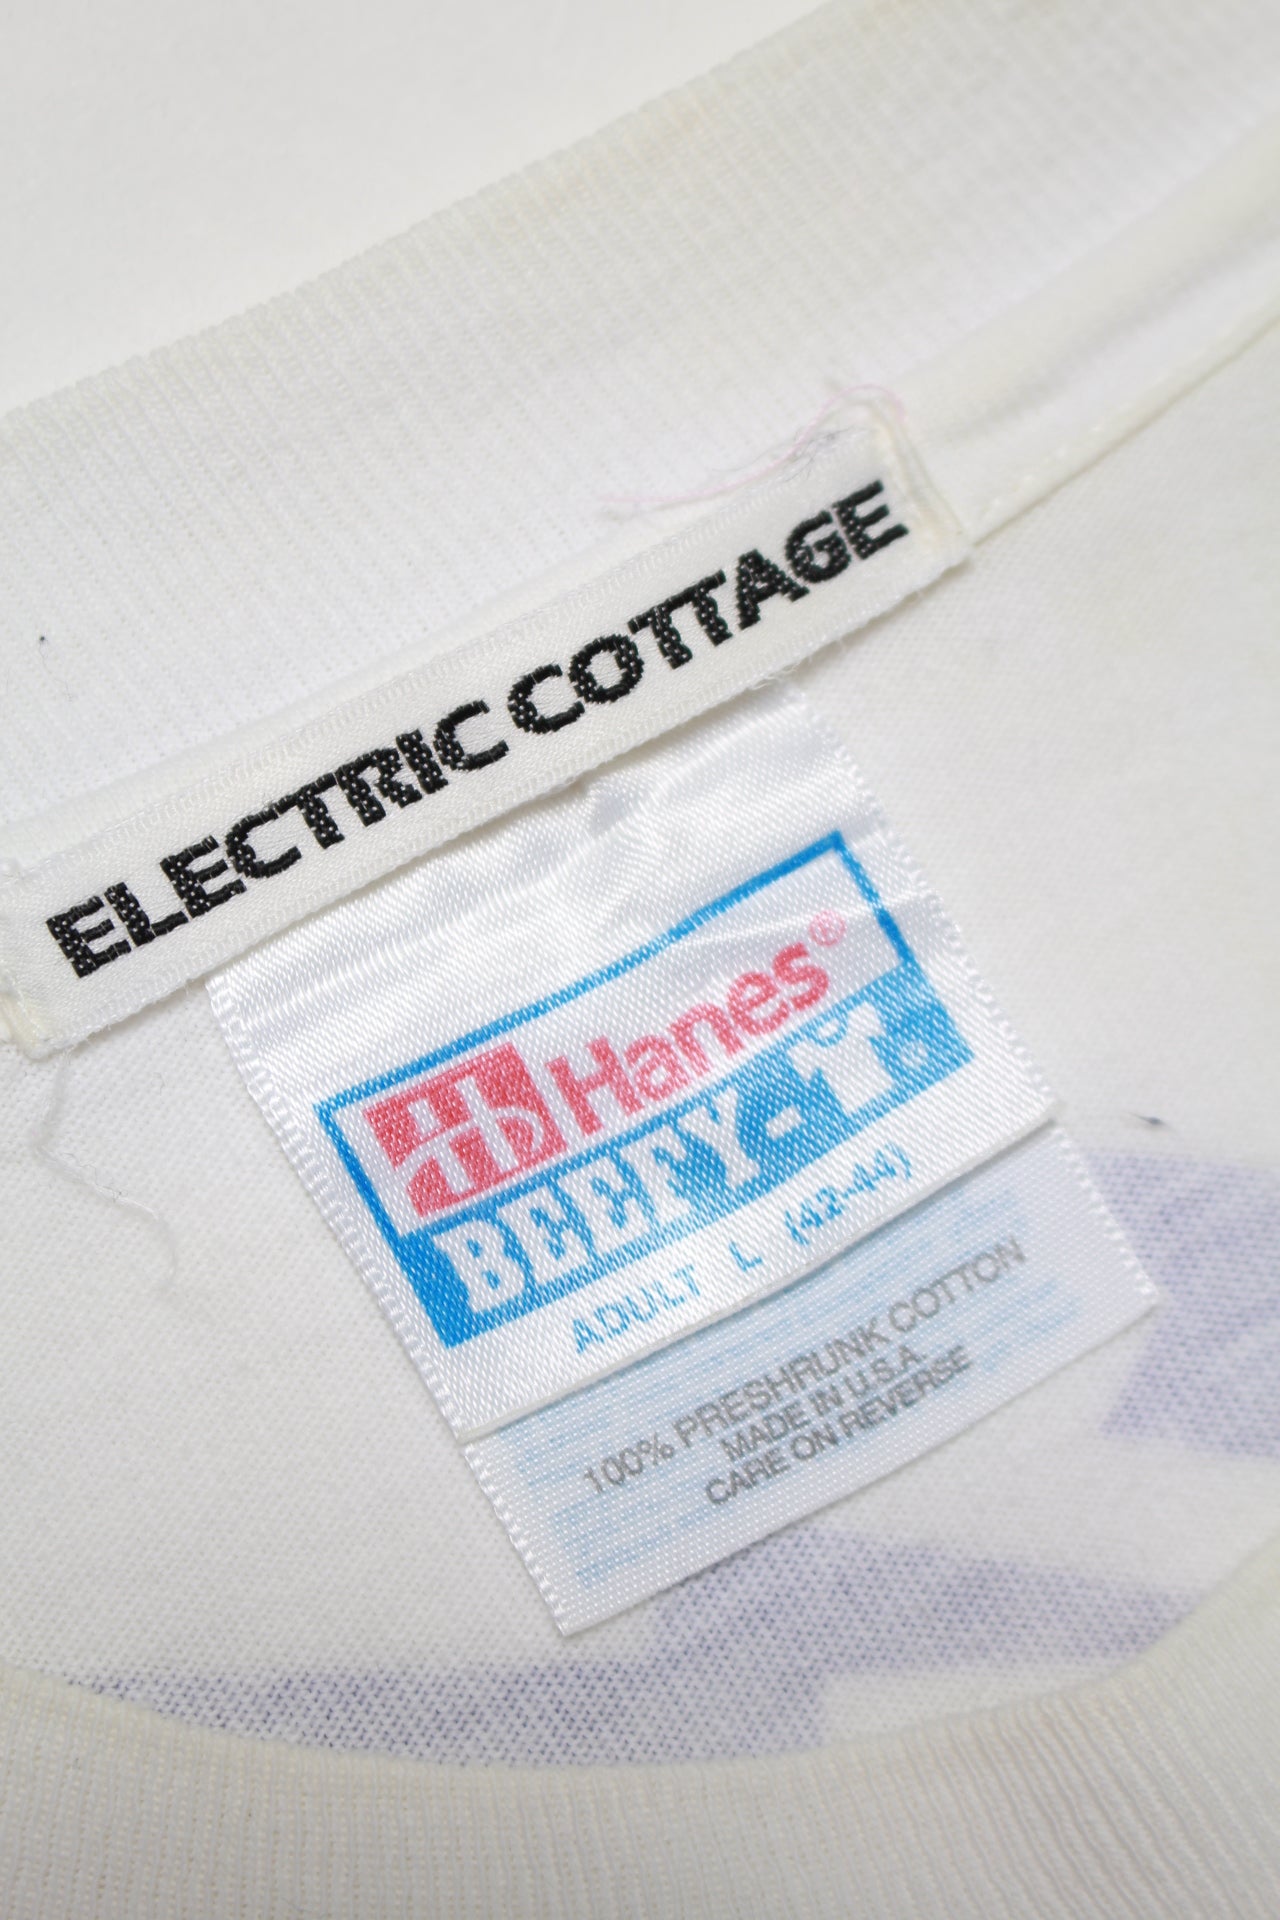 ELECTRIC COTTAGE
Hanes®
BEEFY-T®
ADULT L (42-44)
100% PRESHRUNK COTTON
MADE IN U.S.A.
CARE ON REVERSE